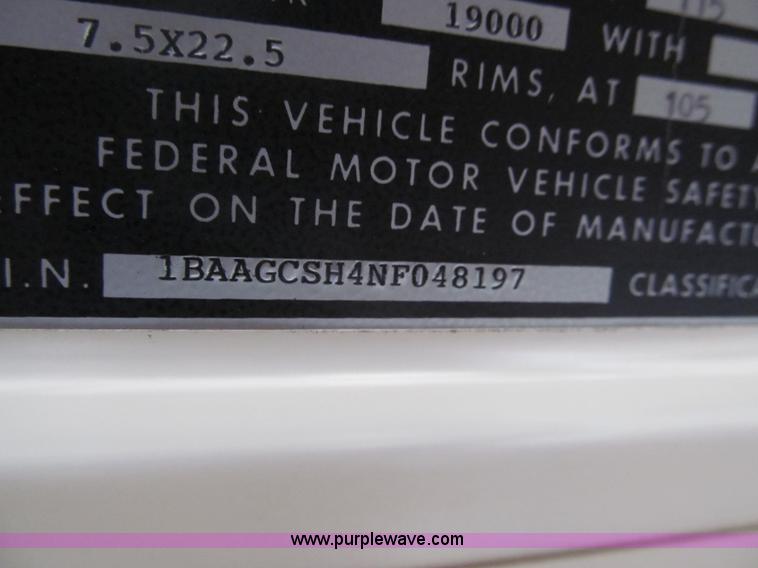 19000 WITH
7.5X22.5 RIMS, AT 105
THIS VEHICLE CONFORMS TO
FEDERAL MOTOR VEHICLE SAFETY
EFFECT ON THE DATE OF MANUFACTU
I.N. 1BAAGCSH4NF048197 CLASSIFICA
www.purplewave.com